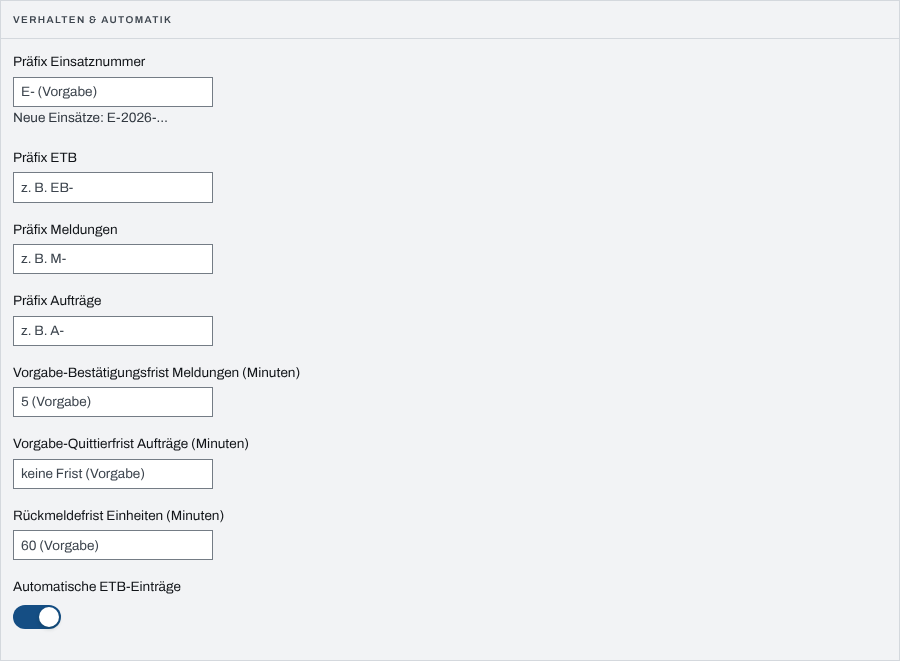 VERHALTEN & AUTOMATIK
Präfix Einsatznummer
E- (Vorgabe)
Neue Einsätze: E-2026-…
Präfix ETB
z. B. EB-
Präfix Meldungen
z. B. M-
Präfix Aufträge
z. B. A-
Vorgabe-Bestätigungsfrist Meldungen (Minuten)
5 (Vorgabe)
Vorgabe-Quittierfrist Aufträge (Minuten)
keine Frist (Vorgabe)
Rückmeldefrist Einheiten (Minuten)
60 (Vorgabe)
Automatische ETB-Einträge